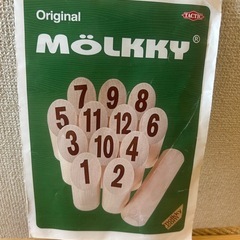 Original
TACTIC
MÖLKKY®
7 9 8
5 11 12 6
3 10 4
1 2